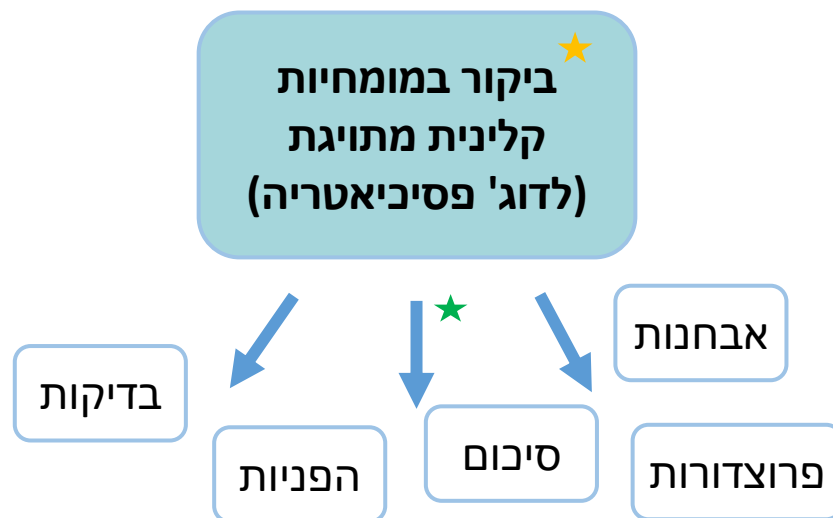 ביקור במומחיות
קלינית מתויגת
(לדוג' פסיכיאטריה)
אבחנות
בדיקות
סיכום
הפניות
פרוצדורות